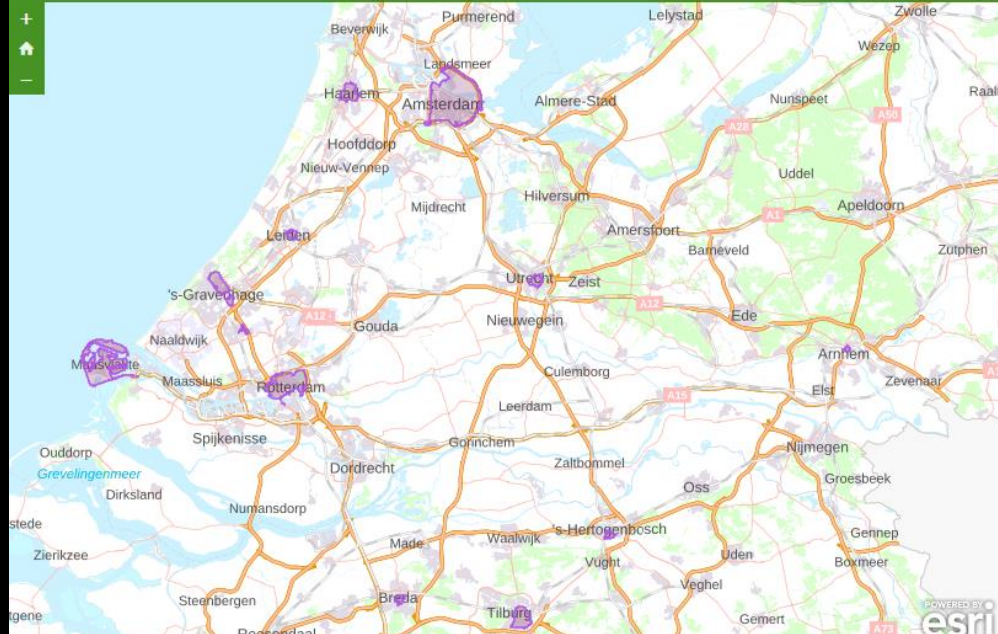 +
−
Beverwijk
Purmerend
Lelystad
Zwolle
Wezep
Landsmeer
Haarlem
Amsterdam
Almere-Stad
Nunspeet
A50
A28
Hoofddorp
Nieuw-Vennep
Uddel
Hilversum
Mijdrecht
Apeldoorn
A1
Amersfoort
Leiden
Barneveld
Zutphen
Utrecht
Zeist
's-Gravenhage
A12
A12
Ede
Nieuwegein
Gouda
Naaldwijk
Arnhem
Maasvlakte
Culemborg
Maassluis
Rotterdam
Zevenaar
Elst
A15
Leerdam
Spijkenisse
Gorinchem
Nijmegen
Ouddorp
Zaltbommel
Dordrecht
Grevelingenmeer
Groesbeek
Oss
Dirksland
Numansdorp
stede
's-Hertogenbosch
Gennep
Waalwijk
Made
Zierikzee
Uden
Vught
Boxmeer
Veghel
Breda
Steenbergen
tgene
Tilburg
Gemert
A73
POWERED BY
esri